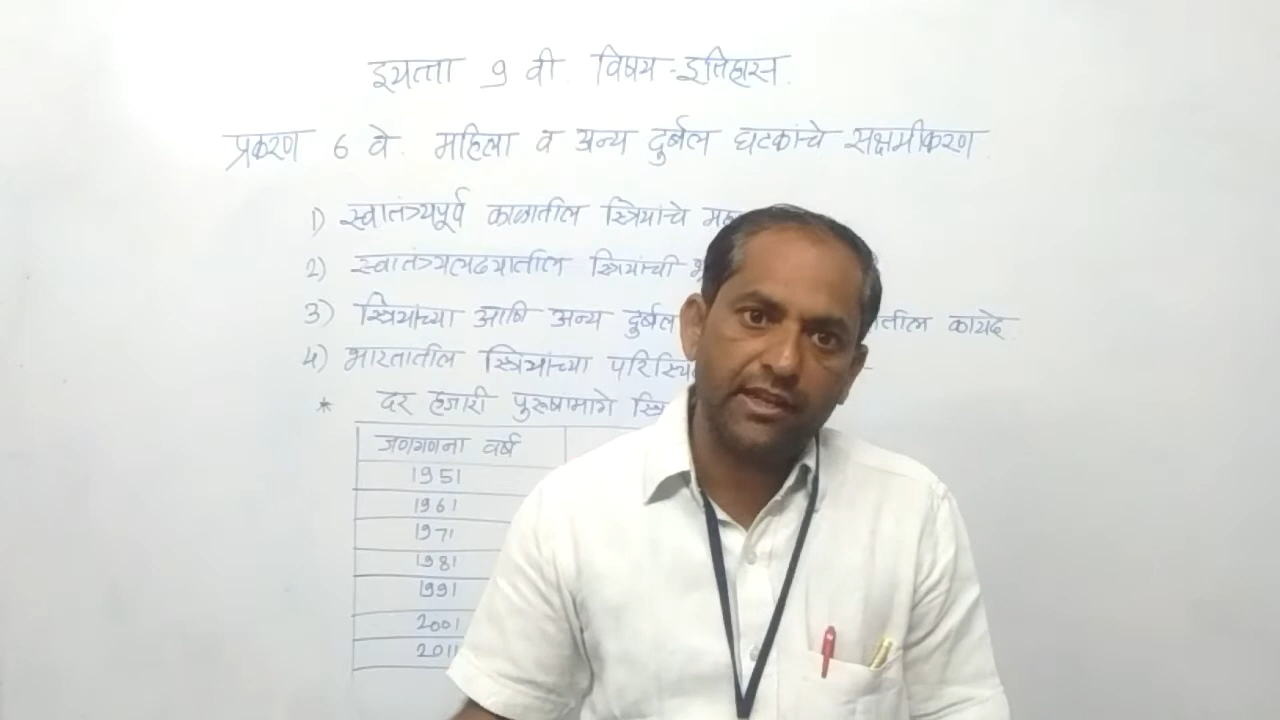 इयत्ता 9 वी. विषय - इतिहास.
प्रकरण 6 वे. महिला व अन्य दुर्बल घटकांचे सक्षमीकरण
1) स्वातंत्र्यपूर्व काळातील स्त्रियांचे
2) स्वातंत्र्यलढ्यातील स्त्रियांची
3) स्त्रियांच्या आणि अन्य दुर्बल कायदे.
4) भारतातील स्त्रियांच्या
* दर हजारी पुरूषामागे
जणगणना वर्ष
1951
1961
1971
1981
1991
2001
2011